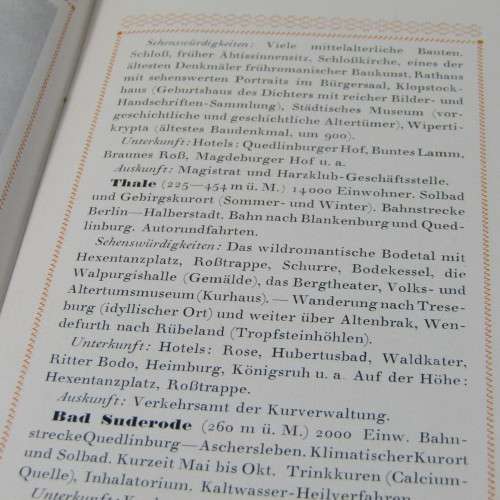 Sehenswürdigkeiten: Viele mittelalterliche Bauten.
Schloß, früher Äbtissinnensitz, Schloßkirche, eines der
ältesten Denkmäler frühromanischer Baukunst, Rathaus
mit sehenswerten Portraits im Bürgersaal, Klopstock-
haus (Geburtshaus des Dichters mit reicher Bilder- und
Handschriften-Sammlung), Städtisches Museum (vor-
geschichtliche und geschichtliche Altertümer), Wiperti-
krypta (ältestes Baudenkmal, um 900).
Unterkunft: Hotels: Quedlinburger Hof, Buntes Lamm,
Braunes Roß, Magdeburger Hof u. a.
Auskunft: Magistrat und Harzklub-Geschäftsstelle.
Thale (225—454 m ü. M.) 14000 Einwohner. Solbad
und Gebirgskurort (Sommer- und Winter). Bahnstrecke
Berlin—Halberstadt. Bahn nach Blankenburg und Qued-
linburg. Autorundfahrten.
Sehenswürdigkeiten: Das wildromantische Bodetal mit
Hexentanzplatz, Roßtrappe, Schurre, Bodekessel, die
Walpurgishalle (Gemälde), das Bergtheater, Volks- und
Altertumsmuseum (Kurhaus). — Wanderung nach Trese-
burg (idyllischer Ort) und weiter über Altenbrak, Wen-
defurth nach Rübeland (Tropfsteinhöhlen).
Unterkunft: Hotels: Rose, Hubertusbad, Waldkater,
Ritter Bodo, Heimburg, Königsruh u. a. Auf der Höhe:
Hexentanzplatz, Roßtrappe.
Auskunft: Verkehrsamt der Kurverwaltung.
Bad Suderode (260 m ü. M.) 2000 Einw. Bahn-
strecke Quedlinburg—Aschersleben. Klimatischer Kurort
und Solbad. Kurzeit Mai bis Okt. Trinkkuren (Calcium-
Quelle), Inhalatorium. Kaltwasser-Heilverfahren.
Unterkunft: Kurhaus